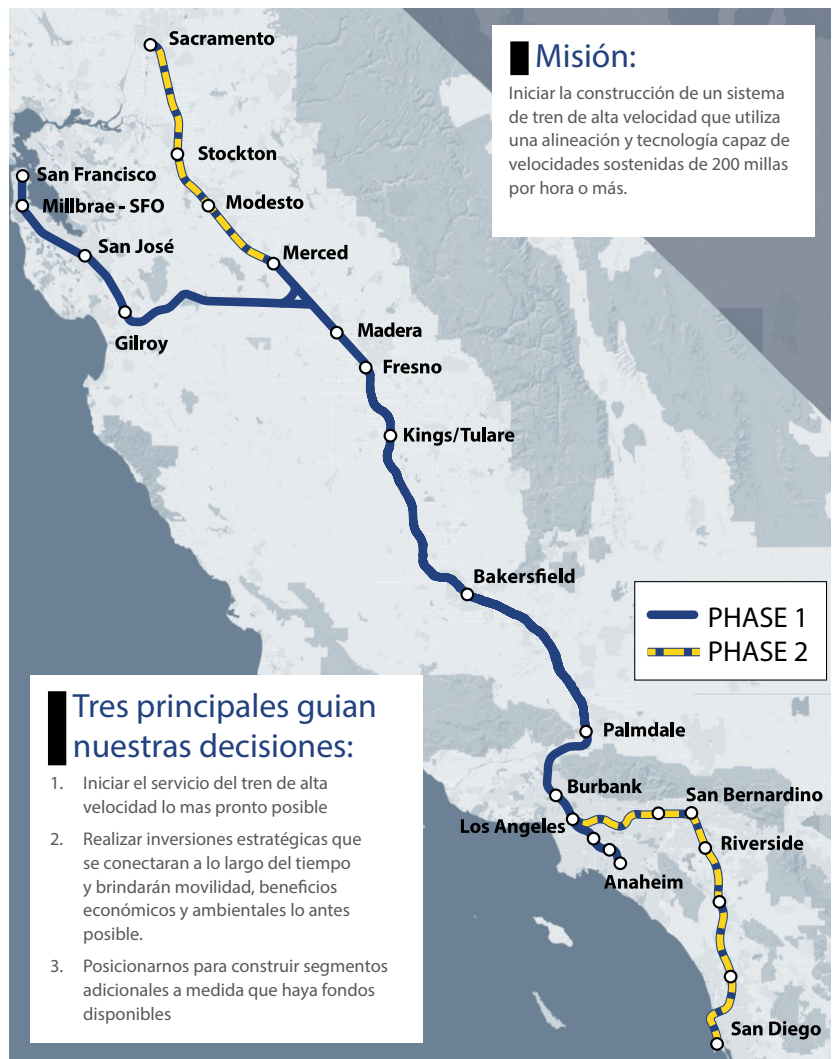 Sacramento
Misión:
Iniciar la construcción de un sistema
de tren de alta velocidad que utiliza
una alineación y tecnología capaz de
velocidades sostenidas de 200 millas
por hora o más.
Stockton
San Francisco
Modesto
Millbrae - SFO
San José
Merced
Gilroy
Madera
Fresno
Kings/Tulare
Bakersfield
PHASE 1
PHASE 2
Tres principales guian
nuestras decisiones:
1. Iniciar el servicio del tren de alta
velocidad lo mas pronto posible
2. Realizar inversiones estratégicas que
se conectaran a lo largo del tiempo
y brindarán movilidad, beneficios
económicos y ambientales lo antes
posible.
3. Posicionarnos para construir segmentos
adicionales a medida que haya fondos
disponibles
Palmdale
Burbank
San Bernardino
Los Angeles
Riverside
Anaheim
San Diego